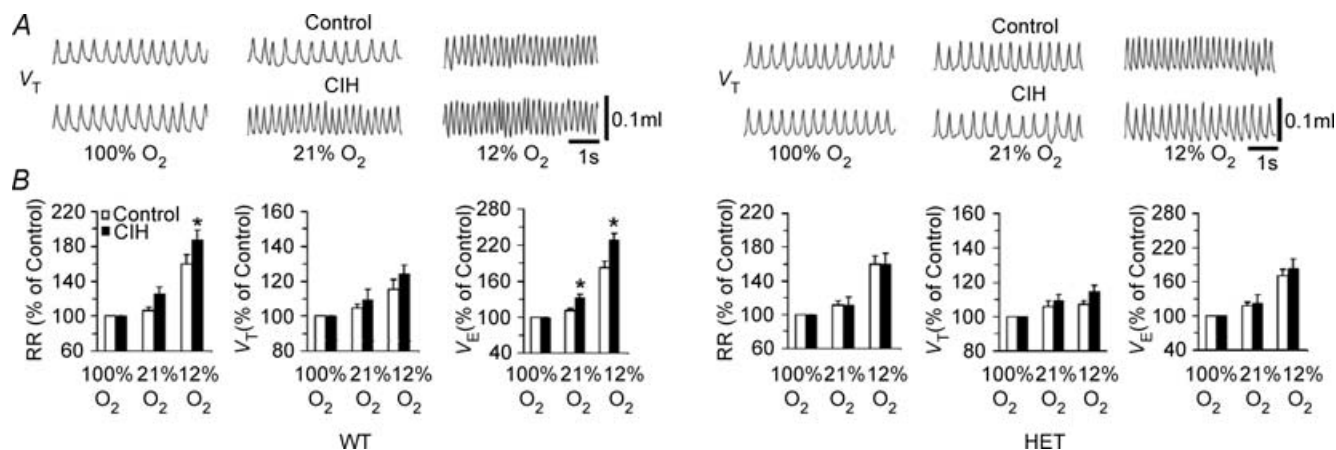 A
Control
Control
V_T
V_T
CIH
CIH
0.1ml
0.1ml
100% O₂
21% O₂
12% O₂
1s
100% O₂
21% O₂
12% O₂
1s
B
RR (% of Control)
220
180
140
100
60
Control
CIH
*
100% 21% 12%
O₂ O₂ O₂
V_T(% of Control)
160
140
120
100
80
100% 21% 12%
O₂ O₂ O₂
V_E(% of Control)
280
220
160
100
40
*
*
100% 21% 12%
O₂ O₂ O₂
WT
RR (% of Control)
220
180
140
100
60
100% 21% 12%
O₂ O₂ O₂
V_T(% of Control)
160
140
120
100
80
100% 21% 12%
O₂ O₂ O₂
V_E(% of Control)
280
220
160
100
40
100% 21% 12%
O₂ O₂ O₂
HET